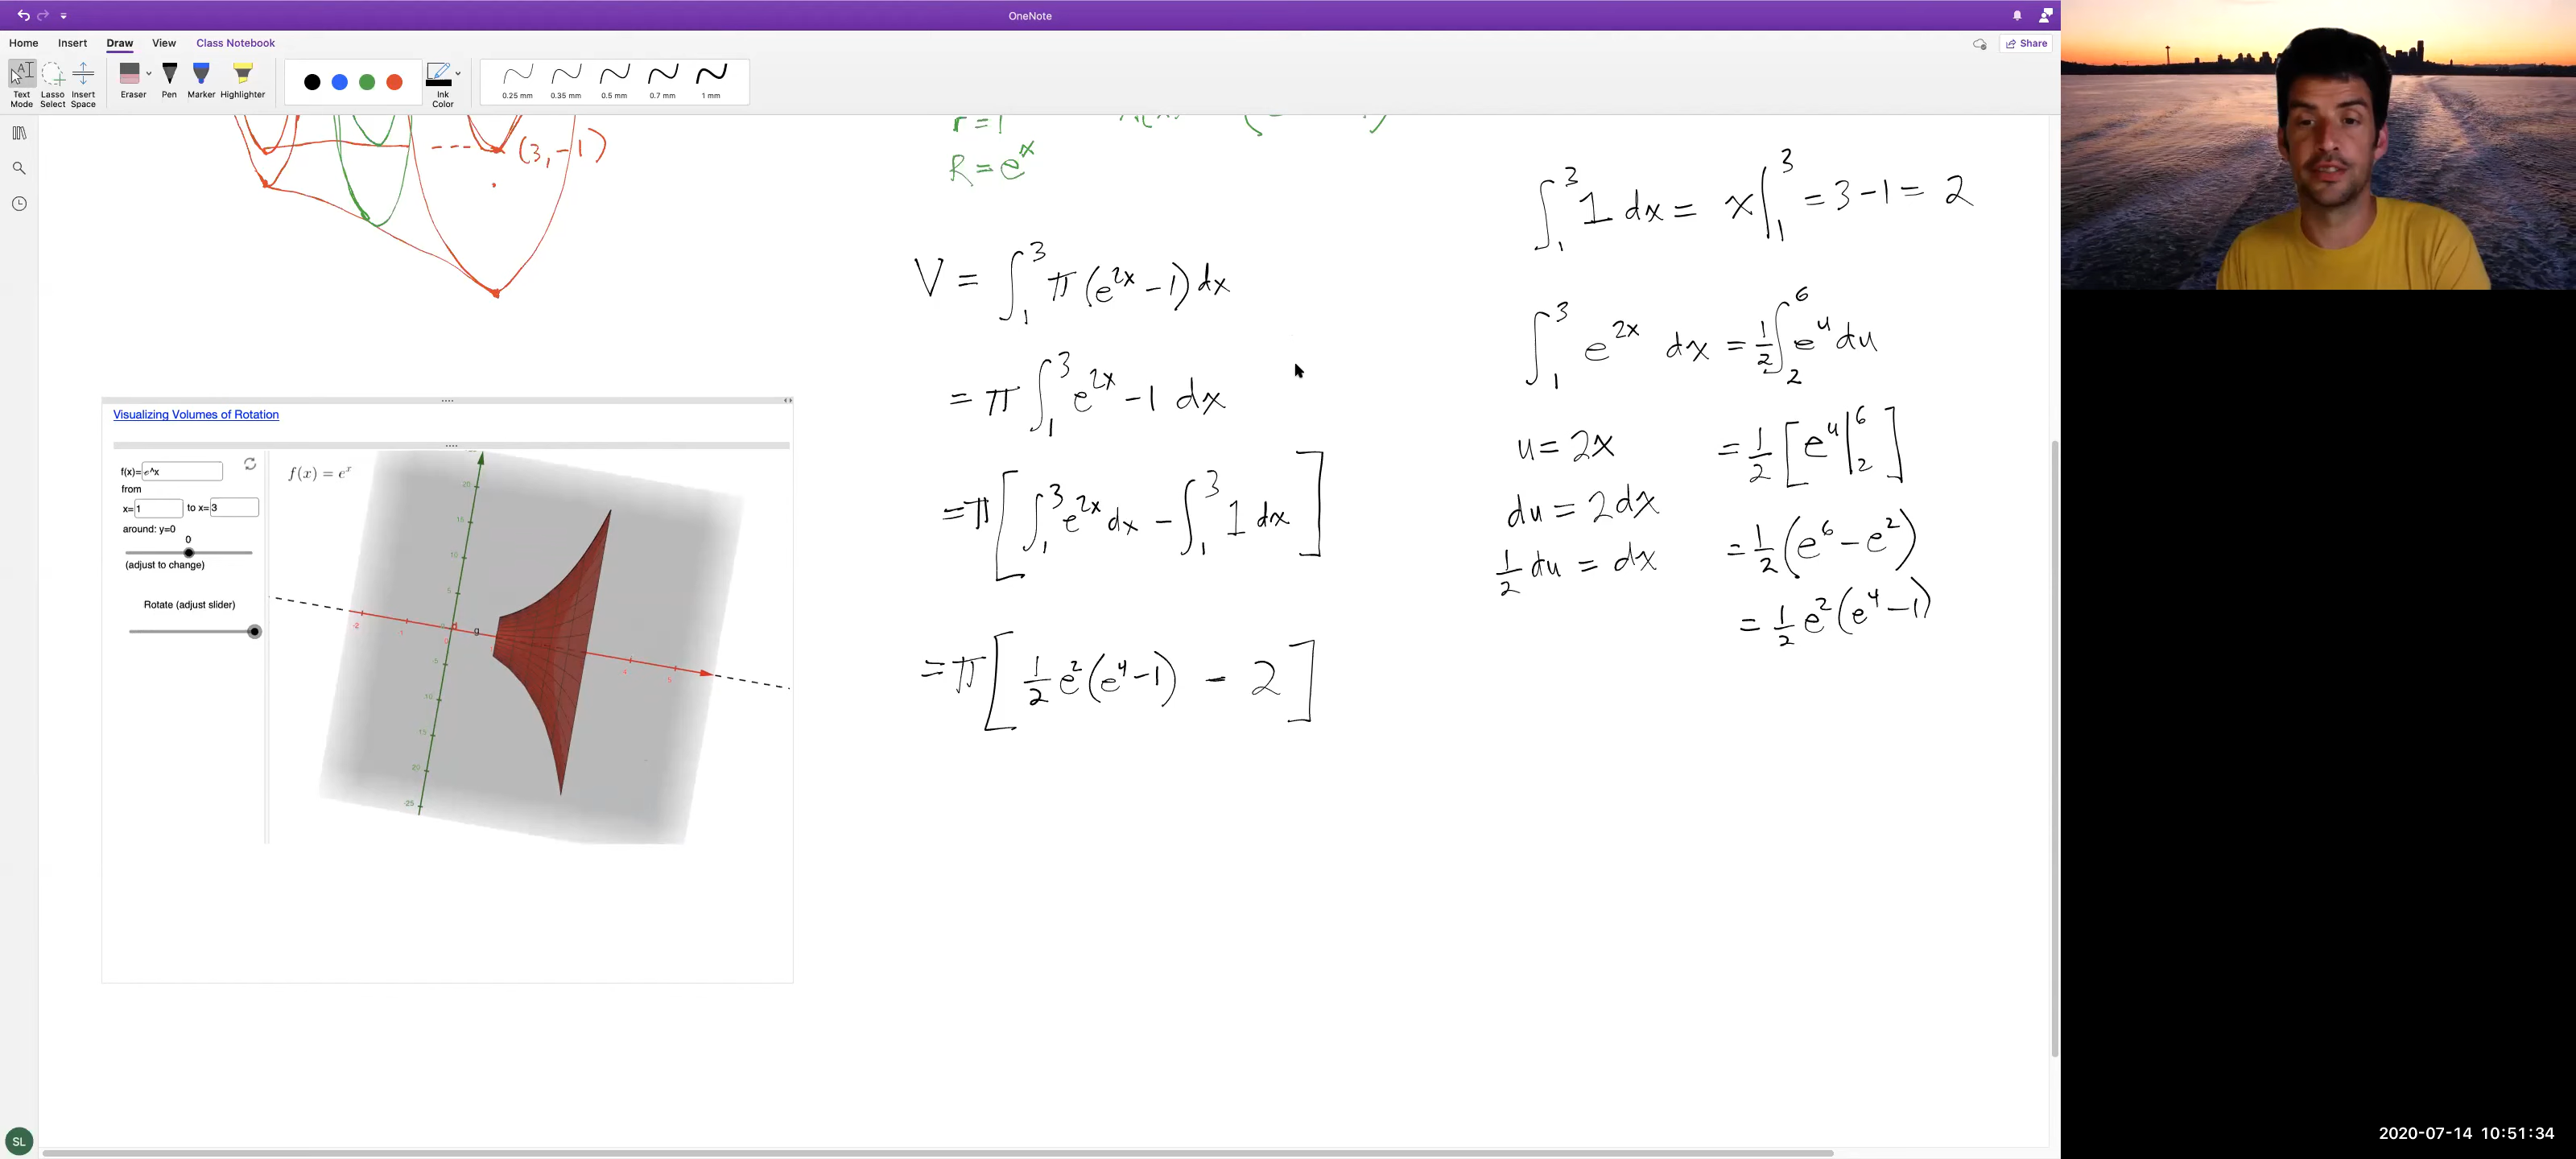 OneNote
Home Insert Draw View Class Notebook
Share
Text Mode
Lasso Select
Insert Space
Eraser
Pen
Marker
Highlighter
Ink Color
0.25 mm 0.35 mm 0.5 mm 0.7 mm 1 mm
(3, -1)
r = 1
R = e^x
V = ∫_1^3 π(e^{2x} - 1) dx
= π ∫_1^3 e^{2x} - 1 dx
= π [ ∫_1^3 e^{2x} dx - ∫_1^3 1 dx ]
= π [ 1/2 e^2 (e^4 - 1) - 2 ]
∫_1^3 1 dx = x |_1^3 = 3 - 1 = 2
∫_1^3 e^{2x} dx = 1/2 ∫_2^6 e^u du
u = 2x
du = 2 dx
1/2 du = dx
= 1/2 [ e^u |_2^6 ]
= 1/2 (e^6 - e^2)
= 1/2 e^2 (e^4 - 1)
Visualizing Volumes of Rotation
f(x)= e^x
from
x= 1 to x= 3
around: y=0
0
(adjust to change)
Rotate (adjust slider)
f(x) = e^x
SL
2020-07-14 10:51:34